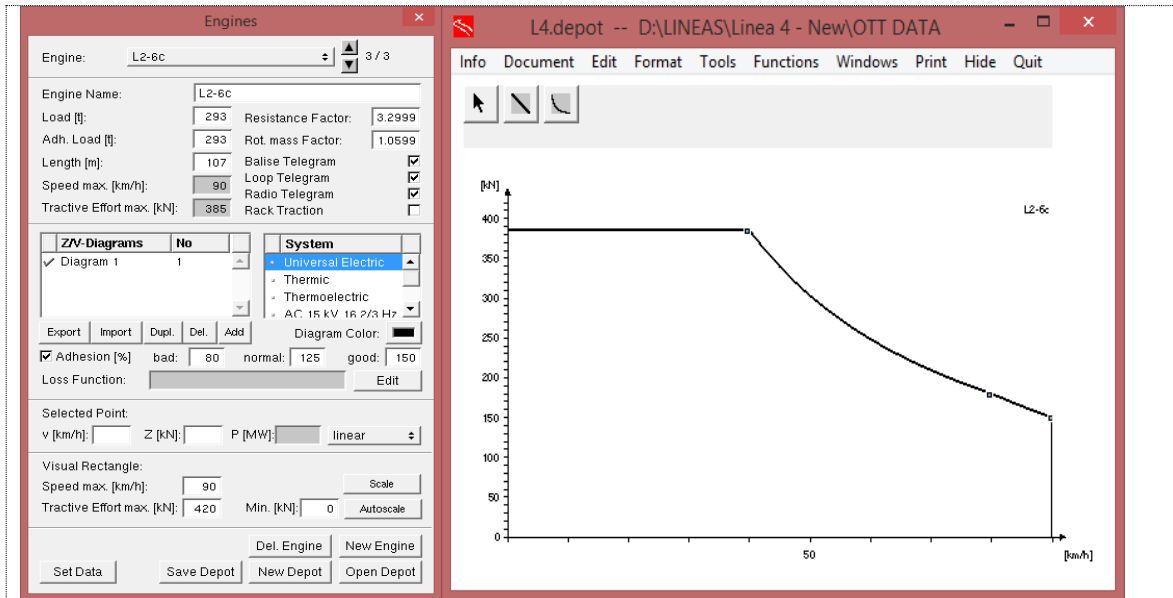 Engines
Engine: L2-6c 3 / 3
Engine Name: L2-6c
Load [t]: 293 Resistance Factor: 3.2999
Adh. Load [t]: 293 Rot. mass Factor: 1.0599
Length [m]: 107 Balise Telegram
Loop Telegram
Speed max. [km/h]: 90 Radio Telegram
Tractive Effort max. [kN]: 385 Rack Traction
Z/V-Diagrams No System
Diagram 1 1 Universal Electric
Thermic
Thermoelectric
AC 15 kV 16 2/3 Hz
Export Import Dupl. Del. Add Diagram Color:
Adhesion [%] bad: 80 normal: 125 good: 150
Loss Function: Edit
Selected Point:
v [km/h]: Z [kN]: P [MW]: linear
Visual Rectangle:
Speed max. [km/h]: 90 Scale
Tractive Effort max. [kN]: 420 Min. [kN]: 0 Autoscale
Del. Engine New Engine
Set Data Save Depot New Depot Open Depot
L4.depot -- D:\LINEAS\Linea 4 - New\OTT DATA
Info Document Edit Format Tools Functions Windows Print Hide Quit
[kN]
L2-6c
400
350
300
250
200
150
100
50
0
50
[km/h]